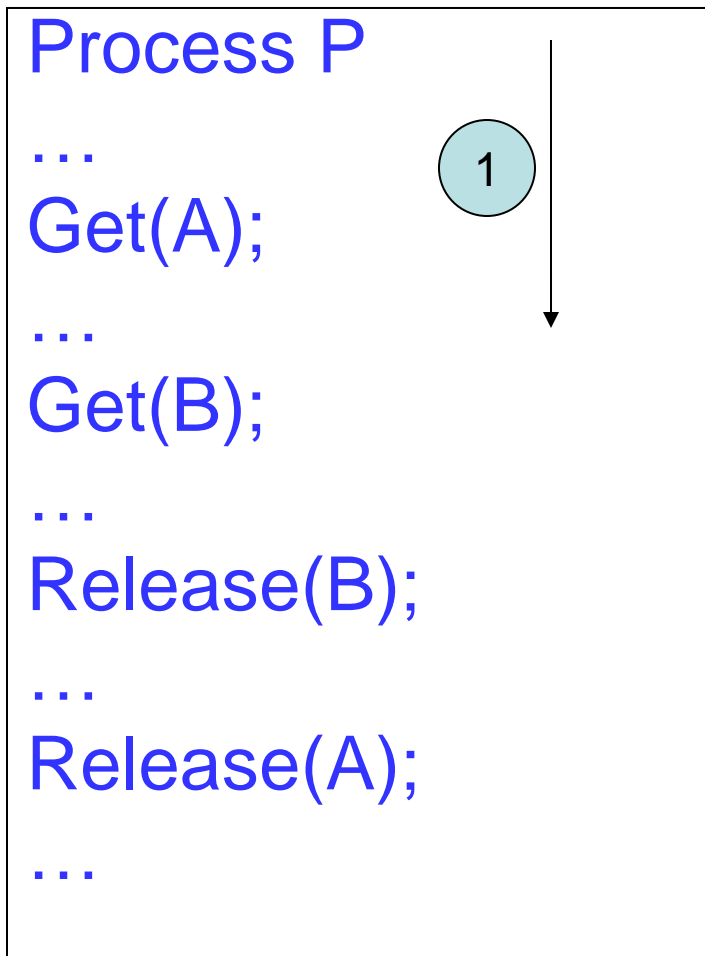 Process P
…
1
Get(A);
…
Get(B);
…
Release(B);
…
Release(A);
…